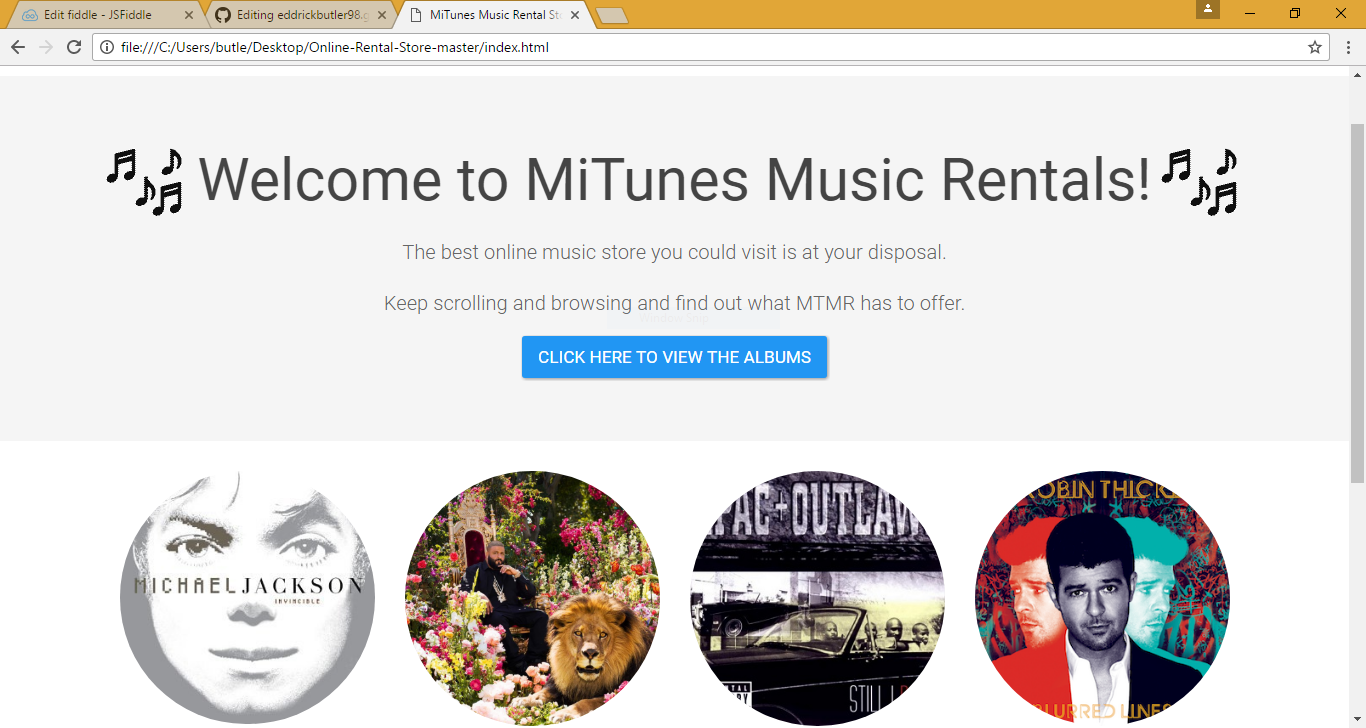 Edit fiddle - JSFiddle
Editing eddrickbutler98.g
MiTunes Music Rental St
file:///C:/Users/butle/Desktop/Online-Rental-Store-master/index.html
Welcome to MiTunes Music Rentals!
The best online music store you could visit is at your disposal.
Keep scrolling and browsing and find out what MTMR has to offer.
CLICK HERE TO VIEW THE ALBUMS
MICHAEL JACKSON
INVINCIBLE
PAC+OUTLAW
STILL I
ROBIN THICKE
BLURRED LINES